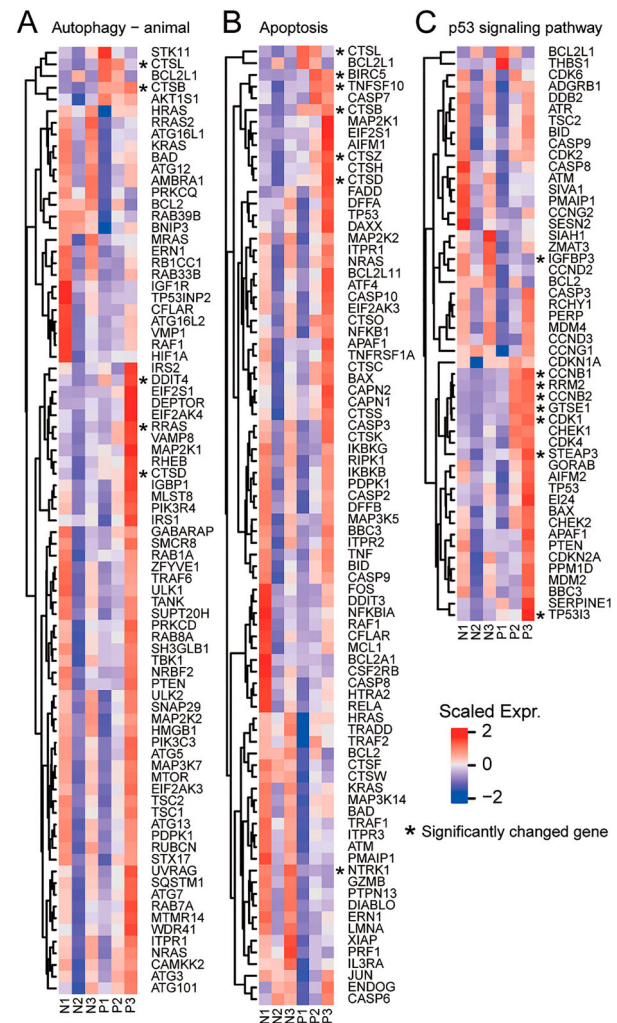 A Autophagy – animal
STK11
* CTSL
BCL2L1
* CTSB
AKT1S1
HRAS
RRAS2
ATG16L1
KRAS
BAD
ATG12
AMBRA1
PRKCQ
BCL2
RAB39B
BNIP3
MRAS
ERN1
RB1CC1
RAB33B
IGF1R
TP53INP2
CFLAR
ATG16L2
VMP1
RAF1
HIF1A
IRS2
* DDIT4
EIF2S1
DEPTOR
EIF2AK4
* RRAS
VAMP8
MAP2K1
RHEB
* CTSD
IGBP1
MLST8
PIK3R4
IRS1
GABARAP
SMCR8
RAB1A
ZFYVE1
TRAF6
ULK1
TANK
SUPT20H
PRKCD
RAB8A
SH3GLB1
TBK1
NRBF2
PTEN
ULK2
SNAP29
MAP2K2
HMGB1
PIK3C3
ATG5
MAP3K7
MTOR
EIF2AK3
TSC2
TSC1
ATG13
PDPK1
RUBCN
STX17
UVRAG
SQSTM1
ATG7
RAB7A
MTMR14
WDR41
ITPR1
NRAS
CAMKK2
ATG3
ATG101
N1 N2 N3 P1 P2 P3
B Apoptosis
* CTSL
BCL2L1
* BIRC5
* TNFSF10
CASP7
* CTSB
MAP2K1
EIF2S1
AIFM1
* CTSZ
CTSH
* CTSD
FADD
DFFA
TP53
DAXX
MAP2K2
ITPR1
NRAS
BCL2L11
ATF4
CASP10
EIF2AK3
CTSO
NFKB1
APAF1
TNFRSF1A
CTSC
BAX
CAPN2
CAPN1
CTSS
CASP3
CTSK
IKBKG
RIPK1
IKBKB
PDPK1
CASP2
DFFB
MAP3K5
BBC3
ITPR2
TNF
BID
CASP9
FOS
DDIT3
NFKBIA
RAF1
CFLAR
MCL1
BCL2A1
CSF2RB
CASP8
HTRA2
RELA
HRAS
TRADD
TRAF2
BCL2
CTSF
CTSW
KRAS
MAP3K14
BAD
TRAF1
ITPR3
ATM
PMAIP1
* NTRK1
GZMB
PTPN13
DIABLO
ERN1
LMNA
XIAP
PRF1
IL3RA
JUN
ENDOG
CASP6
N1 N2 N3 P1 P2 P3
C p53 signaling pathway
BCL2L1
THBS1
CDK6
ADGRB1
DDB2
ATR
TSC2
BID
CASP9
CDK2
CASP8
ATM
SIVA1
PMAIP1
CCNG2
SESN2
SIAH1
ZMAT3
* IGFBP3
CCND2
BCL2
CASP3
RCHY1
PERP
MDM4
CCND3
CCNG1
CDKN1A
* CCNB1
* RRM2
* CCNB2
* GTSE1
* CDK1
CHEK1
CDK4
* STEAP3
GORAB
AIFM2
TP53
EI24
BAX
CHEK2
APAF1
PTEN
CDKN2A
PPM1D
MDM2
BBC3
SERPINE1
* TP53I3
N1 N2 N3 P1 P2 P3
Scaled Expr.
2
0
−2
* Significantly changed gene